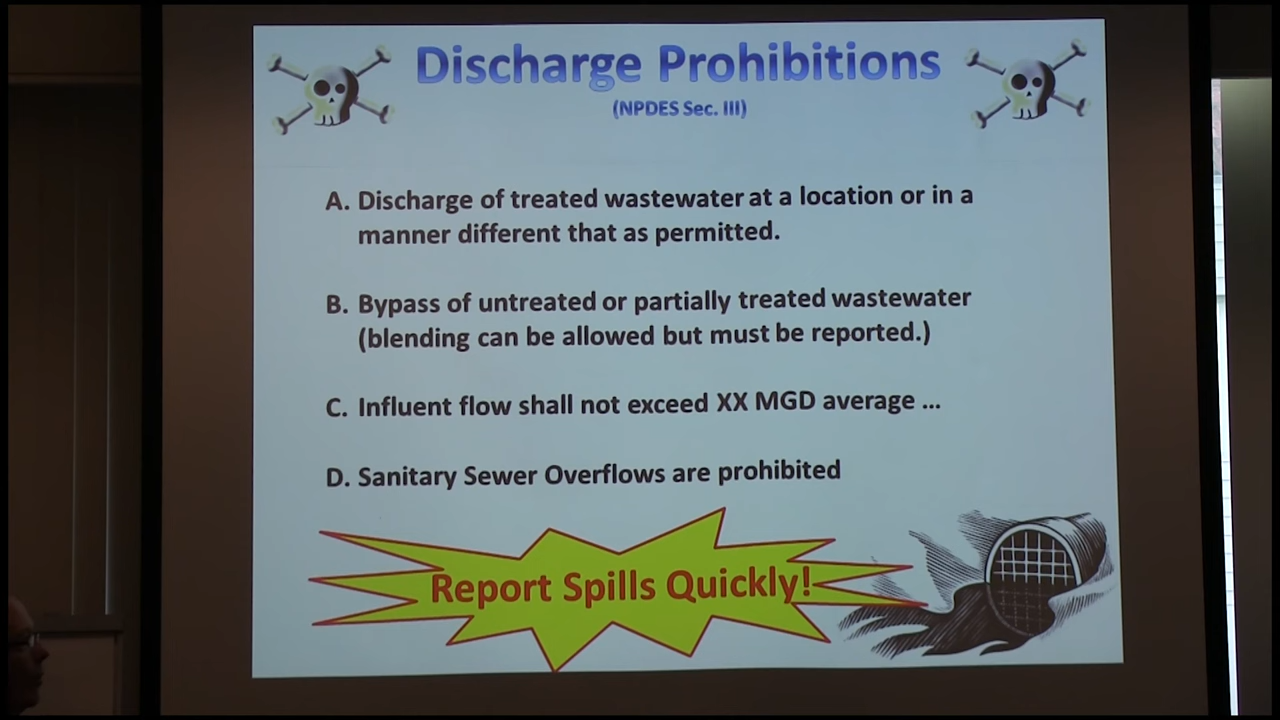 Discharge Prohibitions
(NPDES Sec. III)
A. Discharge of treated wastewater at a location or in a
manner different that as permitted.
B. Bypass of untreated or partially treated wastewater
(blending can be allowed but must be reported.)
C. Influent flow shall not exceed XX MGD average ...
D. Sanitary Sewer Overflows are prohibited
Report Spills Quickly!